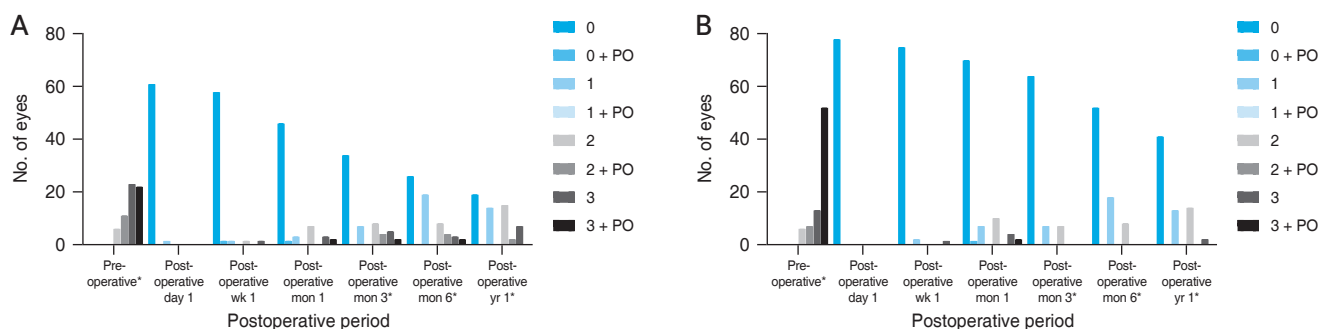 A
80
60
40
20
0
No. of eyes
Pre-
operative*
Post-
operative
day 1
Post-
operative
wk 1
Post-
operative
mon 1
Post-
operative
mon 3*
Post-
operative
mon 6*
Post-
operative
yr 1*
Postoperative period
0
0 + PO
1
1 + PO
2
2 + PO
3
3 + PO
B
80
60
40
20
0
No. of eyes
Pre-
operative*
Post-
operative
day 1
Post-
operative
wk 1
Post-
operative
mon 1
Post-
operative
mon 3*
Post-
operative
mon 6*
Post-
operative
yr 1*
Postoperative period
0
0 + PO
1
1 + PO
2
2 + PO
3
3 + PO